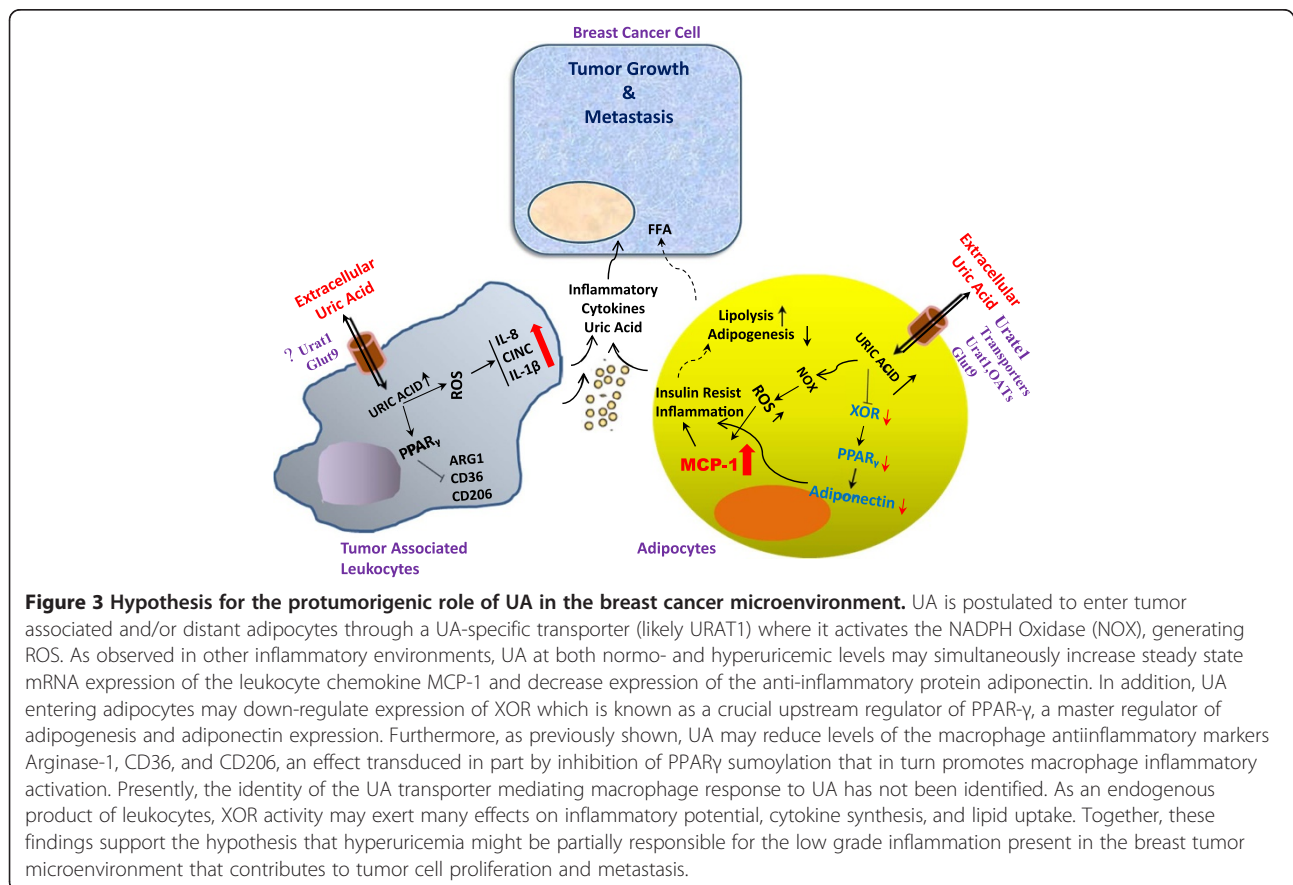 Breast Cancer Cell
Tumor Growth
&
Metastasis
FFA
Extracellular
Uric Acid
? Urat1
Glut9
URIC ACID
ROS
IL-8
CINC
IL-1β
PPARγ
ARG1
CD36
CD206
Tumor Associated
Leukocytes
Inflammatory
Cytokines
Uric Acid
Lipolysis
Adipogenesis
Insulin Resist
Inflammation
MCP-1
ROS
NOX
URIC ACID
XOR
PPARγ
Adiponectin
Extracellular
Uric Acid
Urate1
Transporters
Urat1,OATs
Glut9
Adipocytes
Figure 3 Hypothesis for the protumorigenic role of UA in the breast cancer microenvironment. UA is postulated to enter tumor
associated and/or distant adipocytes through a UA-specific transporter (likely URAT1) where it activates the NADPH Oxidase (NOX), generating
ROS. As observed in other inflammatory environments, UA at both normo- and hyperuricemic levels may simultaneously increase steady state
mRNA expression of the leukocyte chemokine MCP-1 and decrease expression of the anti-inflammatory protein adiponectin. In addition, UA
entering adipocytes may down-regulate expression of XOR which is known as a crucial upstream regulator of PPAR-γ, a master regulator of
adipogenesis and adiponectin expression. Furthermore, as previously shown, UA may reduce levels of the macrophage antiinflammatory markers
Arginase-1, CD36, and CD206, an effect transduced in part by inhibition of PPARγ sumoylation that in turn promotes macrophage inflammatory
activation. Presently, the identity of the UA transporter mediating macrophage response to UA has not been identified. As an endogenous
product of leukocytes, XOR activity may exert many effects on inflammatory potential, cytokine synthesis, and lipid uptake. Together, these
findings support the hypothesis that hyperuricemia might be partially responsible for the low grade inflammation present in the breast tumor
microenvironment that contributes to tumor cell proliferation and metastasis.